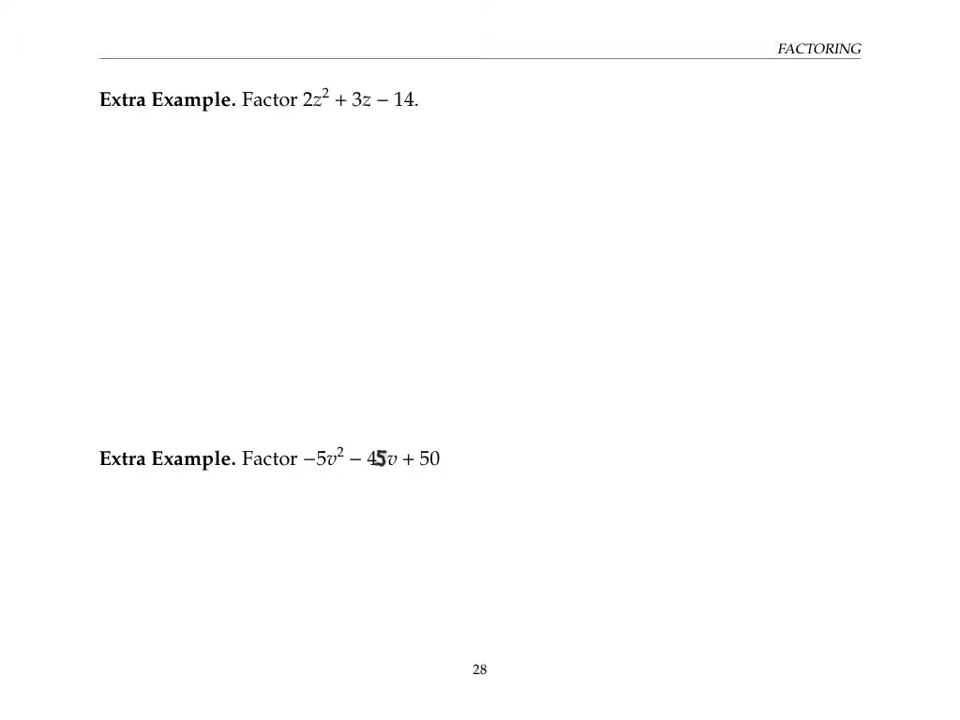 FACTORING
Extra Example. Factor 2z² + 3z − 14.
Extra Example. Factor −5v² − 45v + 50
28